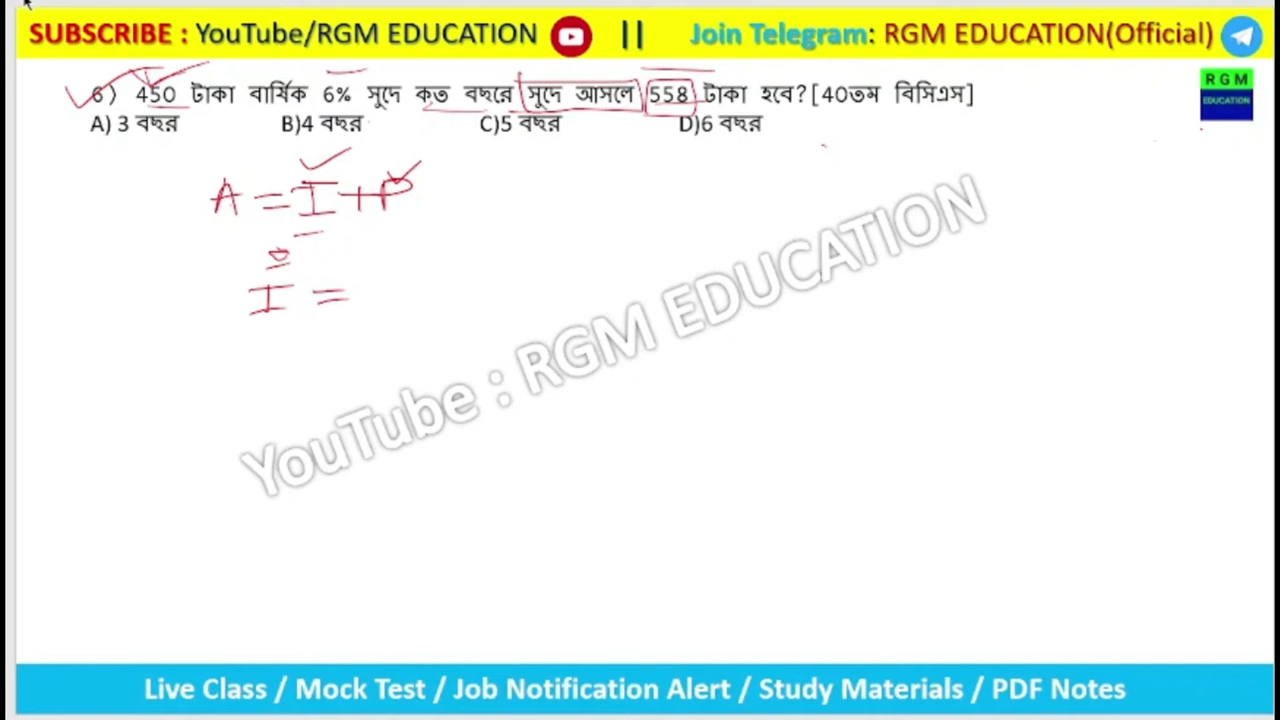 SUBSCRIBE : YouTube/RGM EDUCATION || Join Telegram: RGM EDUCATION(Official)
6) 450 টাকা বার্ষিক 6% সুদে কত বছরে সুদে আসলে 558 টাকা হবে?[40তম বিসিএস]
RGM
EDUCATION
A) 3 বছর B)4 বছর C)5 বছর D)6 বছর
A = I + P
I =
YouTube : RGM EDUCATION
Live Class / Mock Test / Job Notification Alert / Study Materials / PDF Notes